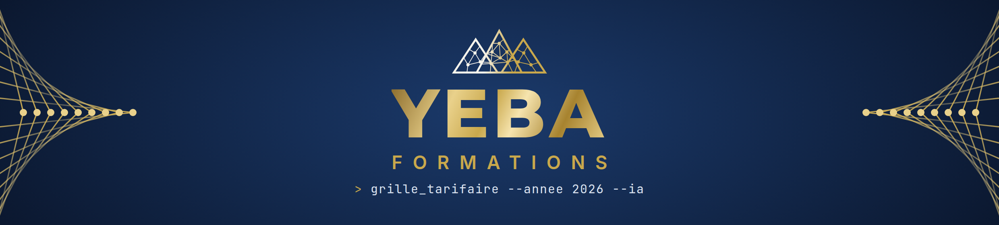 YEBA
FORMATIONS
> grille_tarifaire --annee 2026 --ia